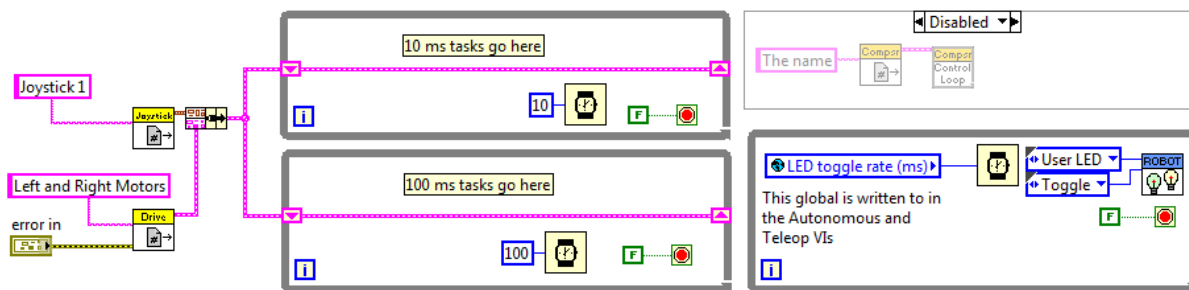 Joystick 1
Joystick
#
Left and Right Motors
error in
Drive
#
10 ms tasks go here
10
i
F
100 ms tasks go here
100
i
F
Disabled
The name
Compsr
#
Compsr
Control
Loop
LED toggle rate (ms)
User LED
Toggle
ROBOT
This global is written to in
the Autonomous and
Teleop VIs
F
i